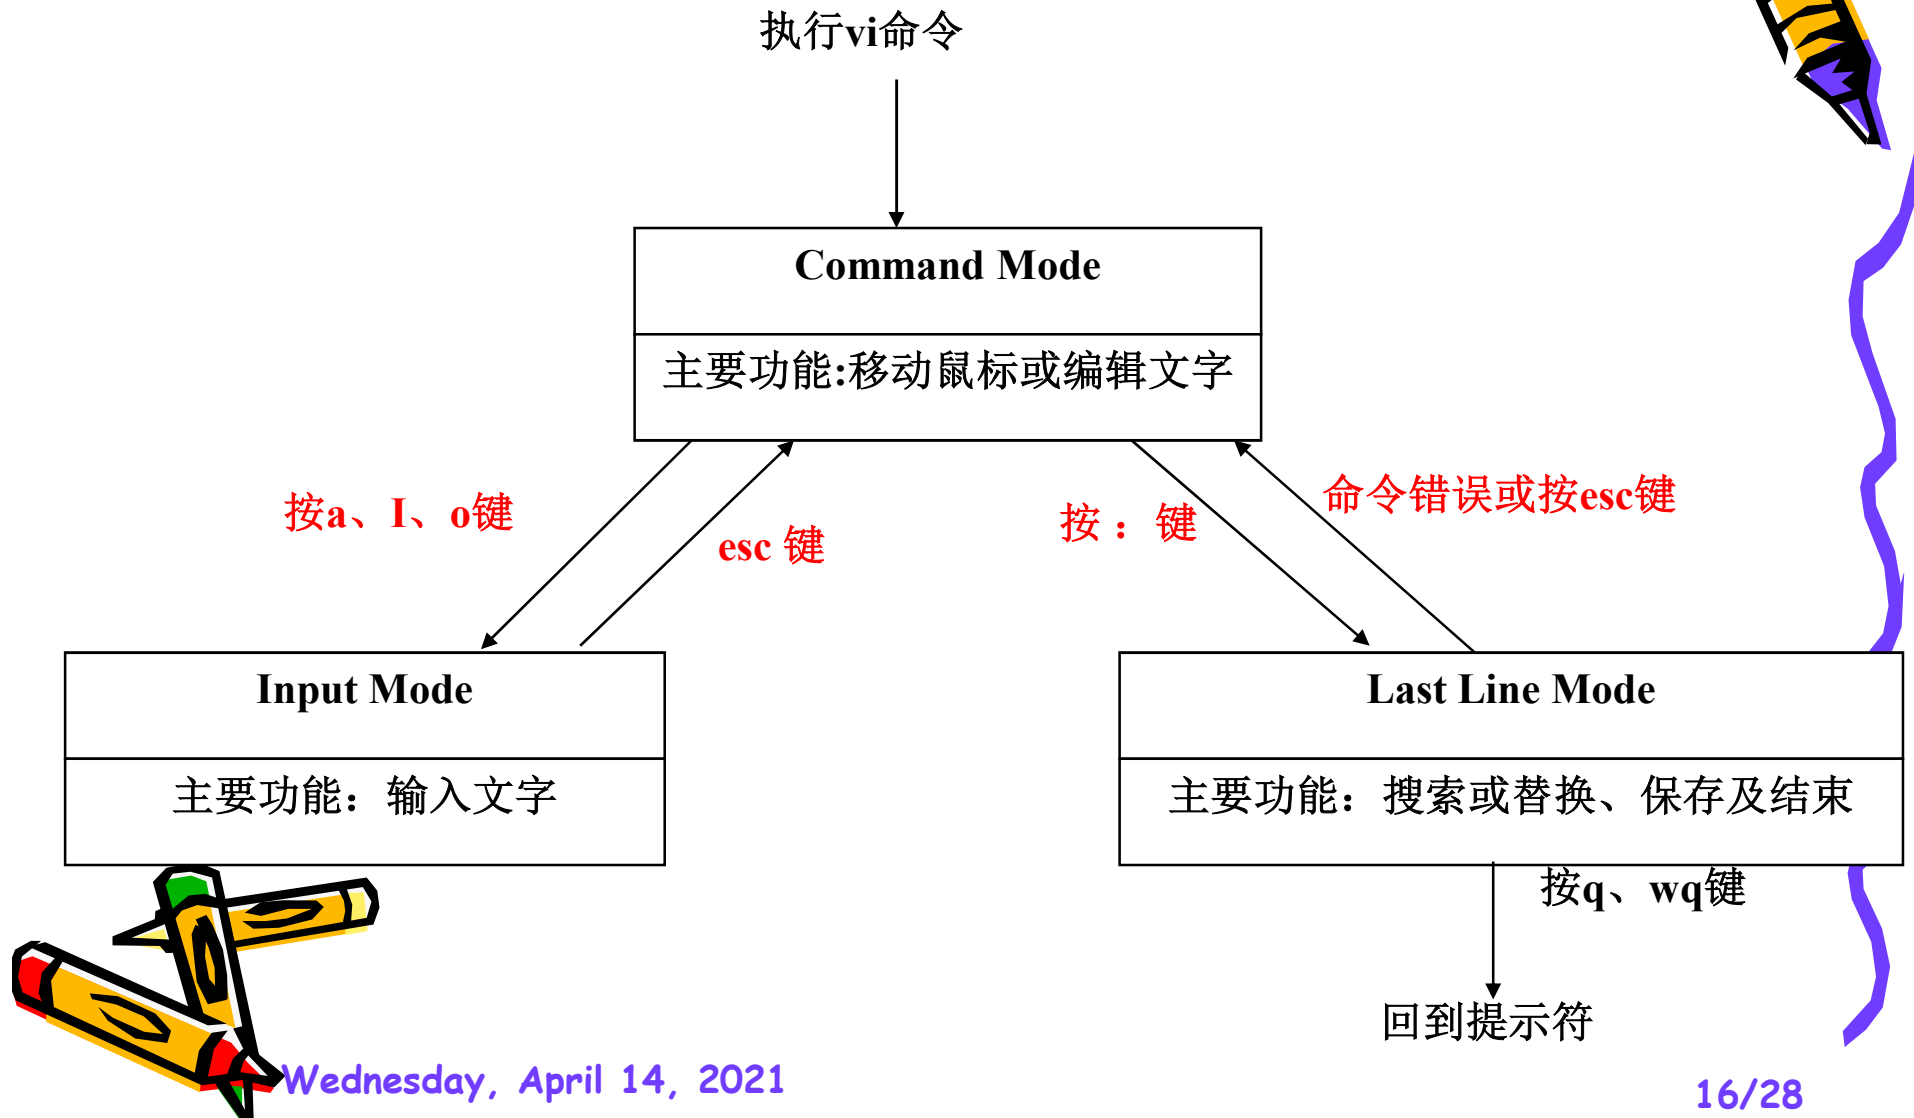 执行vi命令
Command Mode
主要功能:移动鼠标或编辑文字
按a、I、o键
esc 键
按 ：键
命令错误或按esc键
Input Mode
主要功能：输入文字
Last Line Mode
主要功能：搜索或替换、保存及结束
按q、wq键
回到提示符
Wednesday, April 14, 2021
16/28